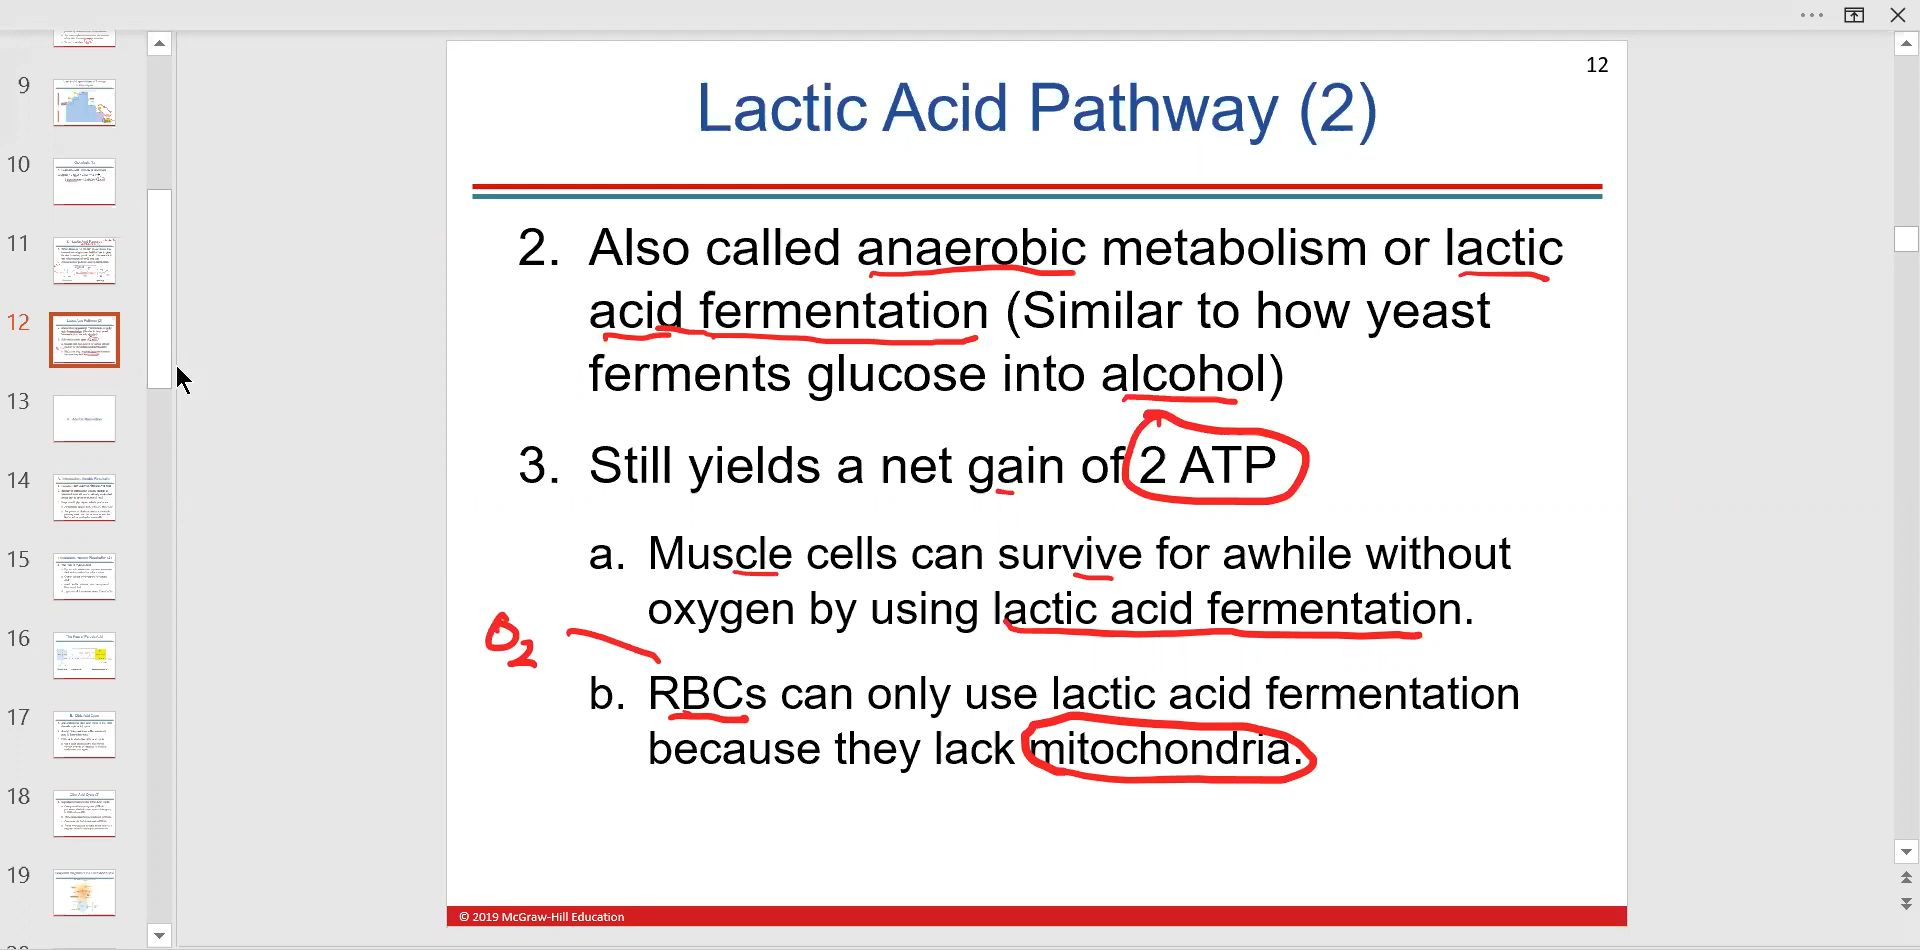 12
Lactic Acid Pathway (2)
2. Also called anaerobic metabolism or lactic
acid fermentation (Similar to how yeast
ferments glucose into alcohol)
3. Still yields a net gain of 2 ATP
a. Muscle cells can survive for awhile without
oxygen by using lactic acid fermentation.
O2
b. RBCs can only use lactic acid fermentation
because they lack mitochondria.
© 2019 McGraw-Hill Education
9
10
11
12
13
14
15
16
17
18
19